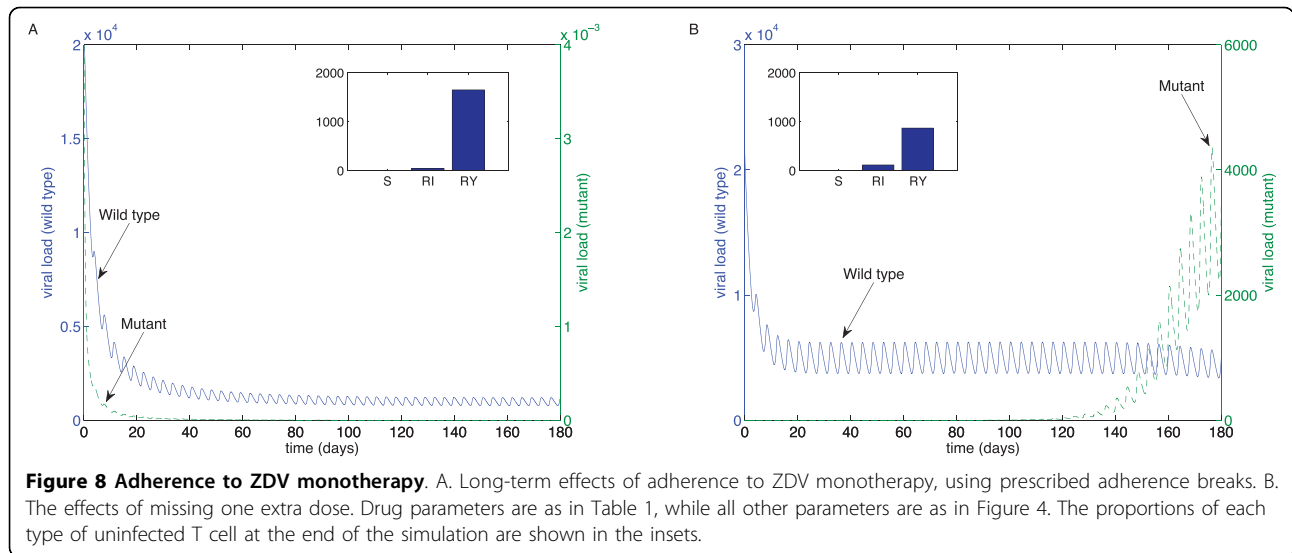 A
x 10⁴
x 10⁻³
2
1.5
1
0.5
0
4
3
2
1
0
viral load (wild type)
viral load (mutant)
Wild type
Mutant
2000
1000
0
S RI RY
0 20 40 60 80 100 120 140 160 180
time (days)
B
x 10⁴
3
2
1
0
6000
4000
2000
0
viral load (wild type)
viral load (mutant)
Mutant
Wild type
2000
1000
0
S RI RY
0 20 40 60 80 100 120 140 160 180
time (days)
Figure 8 Adherence to ZDV monotherapy. A. Long-term effects of adherence to ZDV monotherapy, using prescribed adherence breaks. B.
The effects of missing one extra dose. Drug parameters are as in Table 1, while all other parameters are as in Figure 4. The proportions of each
type of uninfected T cell at the end of the simulation are shown in the insets.